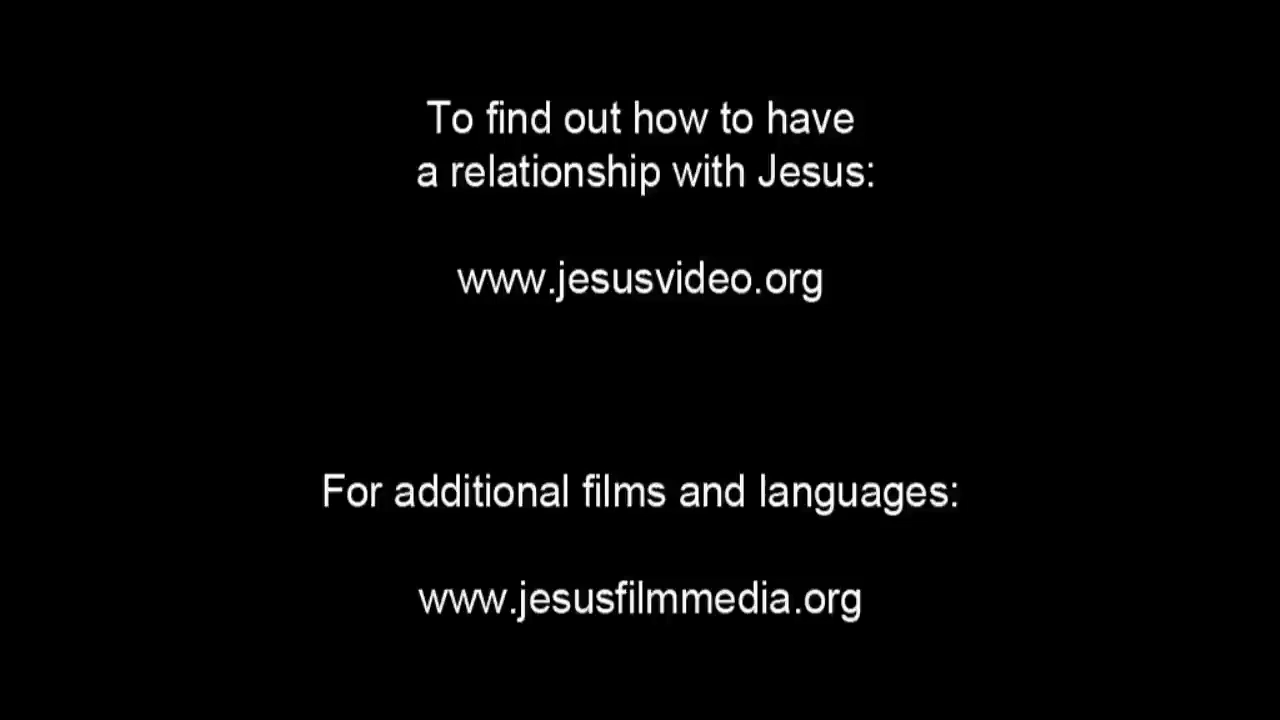 To find out how to have
a relationship with Jesus:
www.jesusvideo.org
For additional films and languages:
www.jesusfilmmedia.org